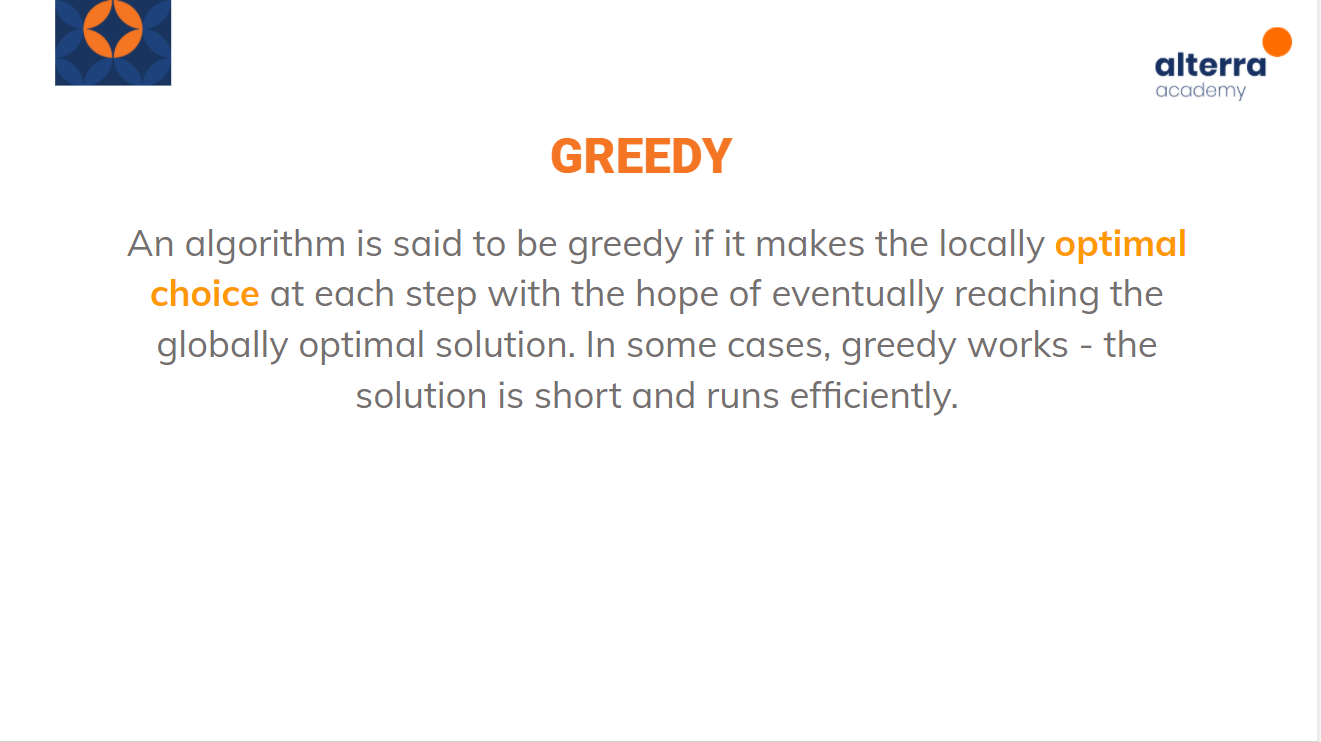 alterra
academy
GREEDY
An algorithm is said to be greedy if it makes the locally optimal
choice at each step with the hope of eventually reaching the
globally optimal solution. In some cases, greedy works - the
solution is short and runs efficiently.